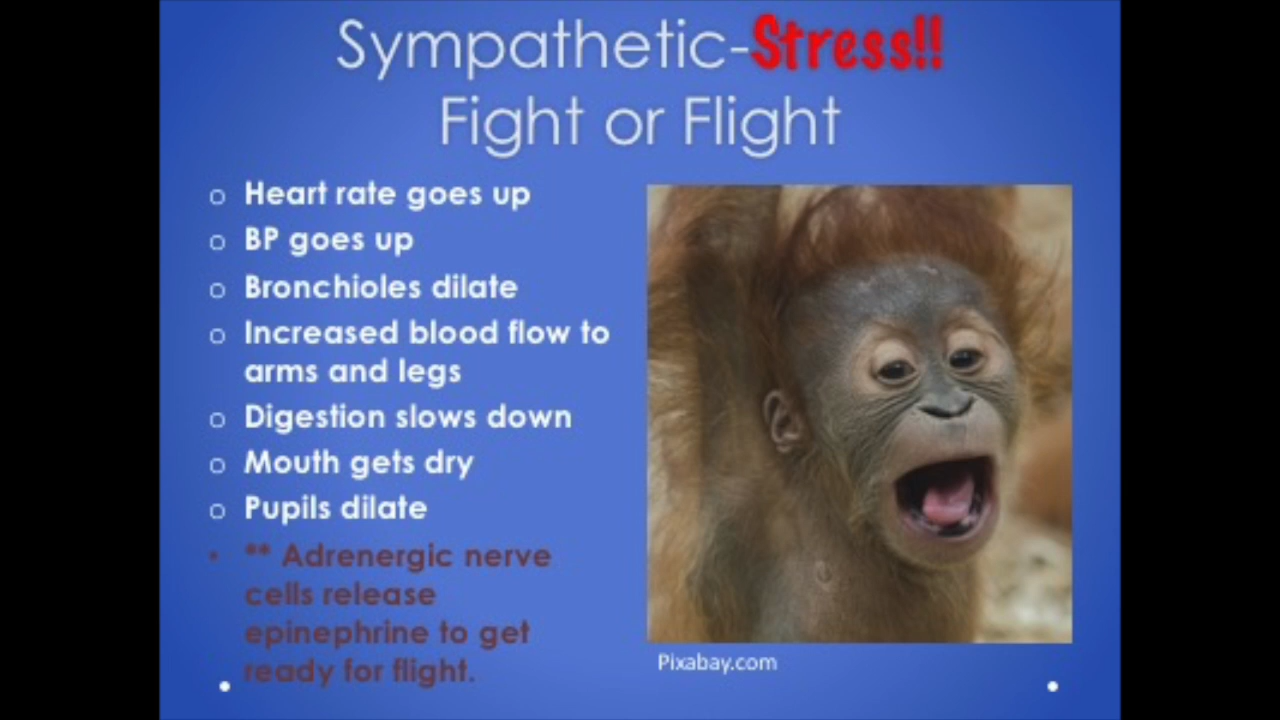 Sympathetic-Stress!!
Fight or Flight
o Heart rate goes up
o BP goes up
o Bronchioles dilate
o Increased blood flow to
arms and legs
o Digestion slows down
o Mouth gets dry
o Pupils dilate
• ** Adrenergic nerve
cells release
epinephrine to get
ready for flight.
Pixabay.com